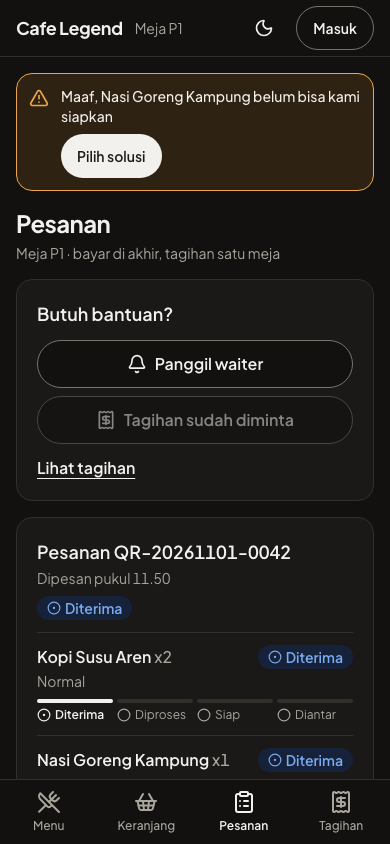 Cafe Legend Meja P1 Masuk
Maaf, Nasi Goreng Kampung belum bisa kami
siapkan
Pilih solusi
Pesanan
Meja P1 · bayar di akhir, tagihan satu meja
Butuh bantuan?
Panggil waiter
Tagihan sudah diminta
Lihat tagihan
Pesanan QR-20261101-0042
Dipesan pukul 11.50
Diterima
Kopi Susu Aren x2 Diterima
Normal
Diterima Diproses Siap Diantar
Nasi Goreng Kampung x1 Diterima
Menu Keranjang Pesanan Tagihan